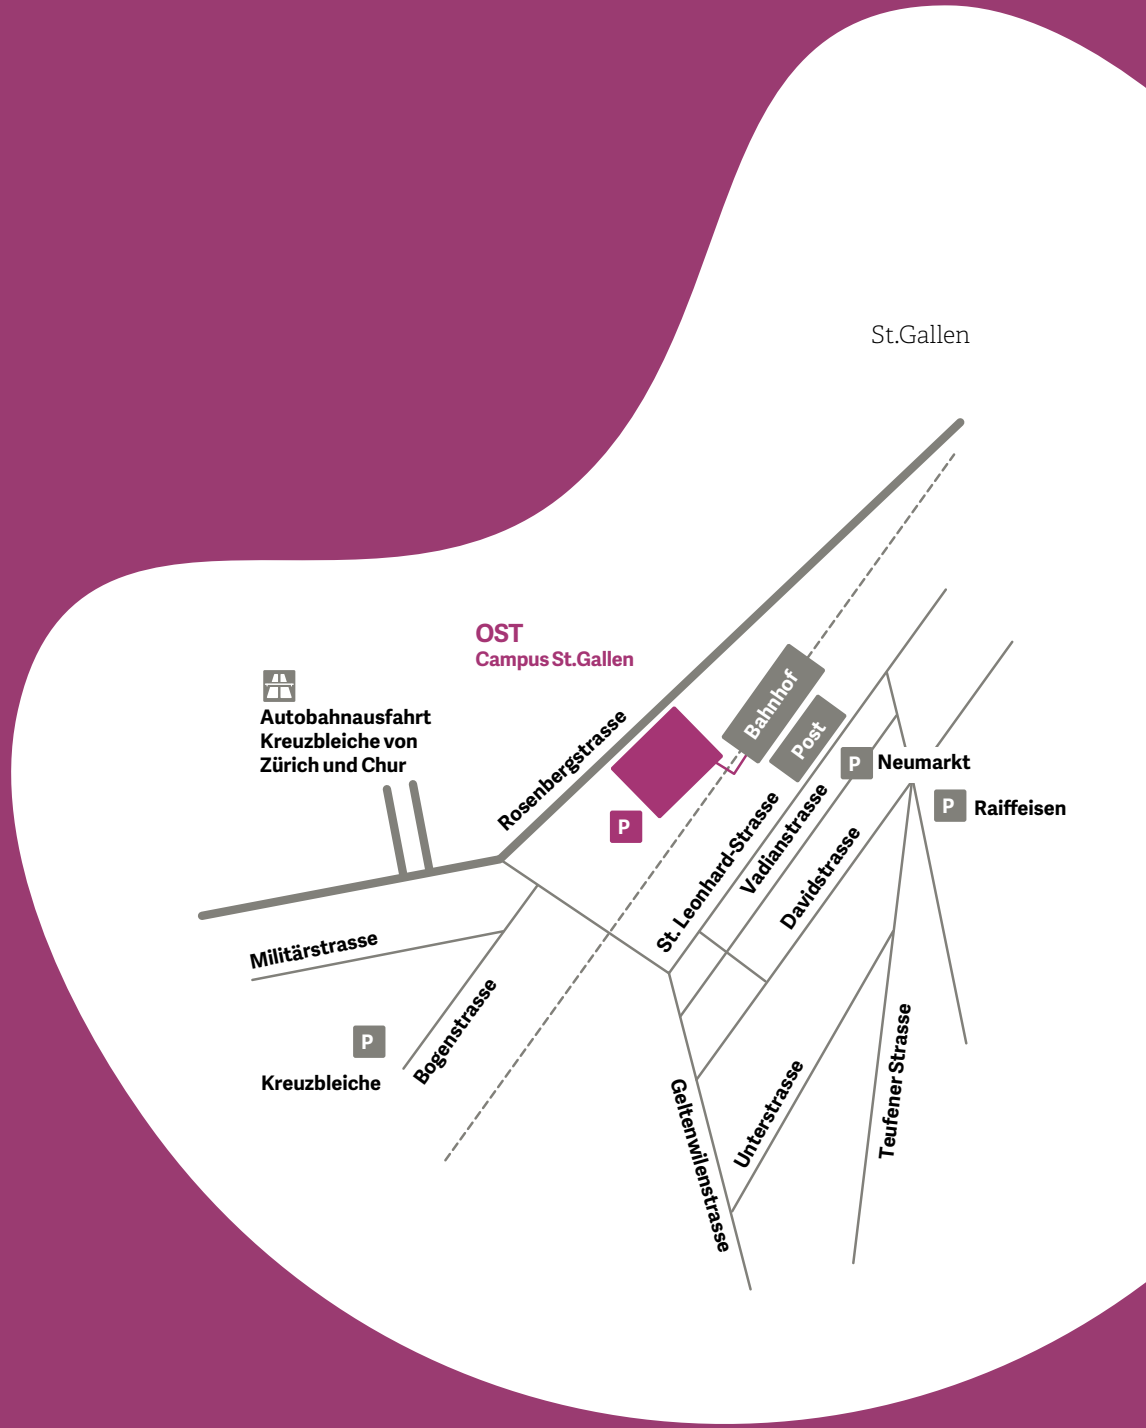 St.Gallen
OST
Campus St.Gallen
Autobahnausfahrt
Kreuzbleiche von
Zürich und Chur
Rosenbergstrasse
Bahnhof
Post
P
Neumarkt
P
Raiffeisen
P
St. Leonhard-Strasse
Vadianstrasse
Davidstrasse
Militärstrasse
Bogenstrasse
P
Kreuzbleiche
Geltenwilenstrasse
Unterstrasse
Teufener Strasse